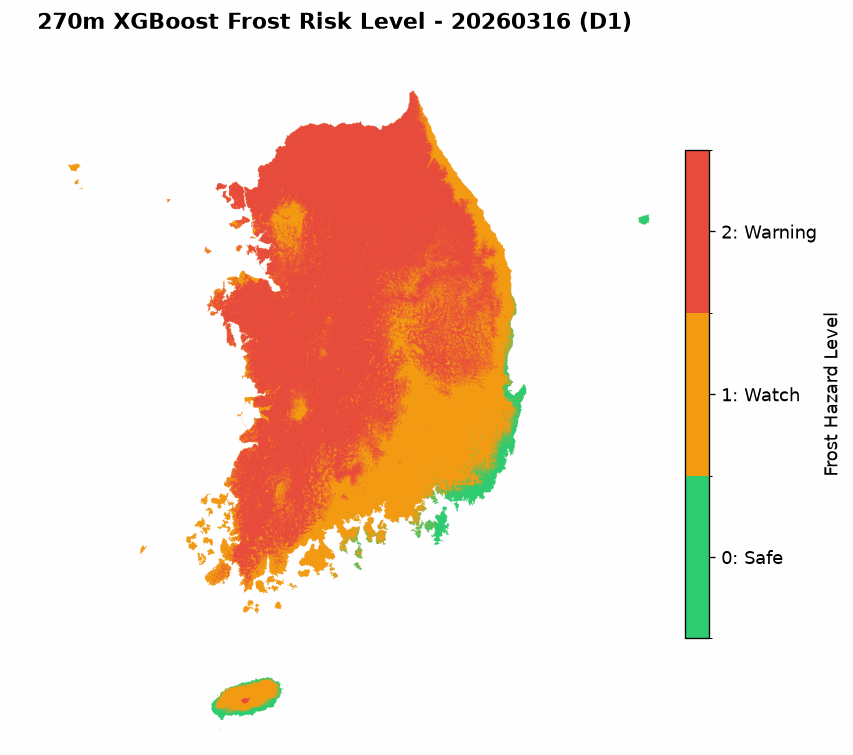 270m XGBoost Frost Risk Level - 20260316 (D1)
2: Warning
1: Watch
0: Safe
Frost Hazard Level